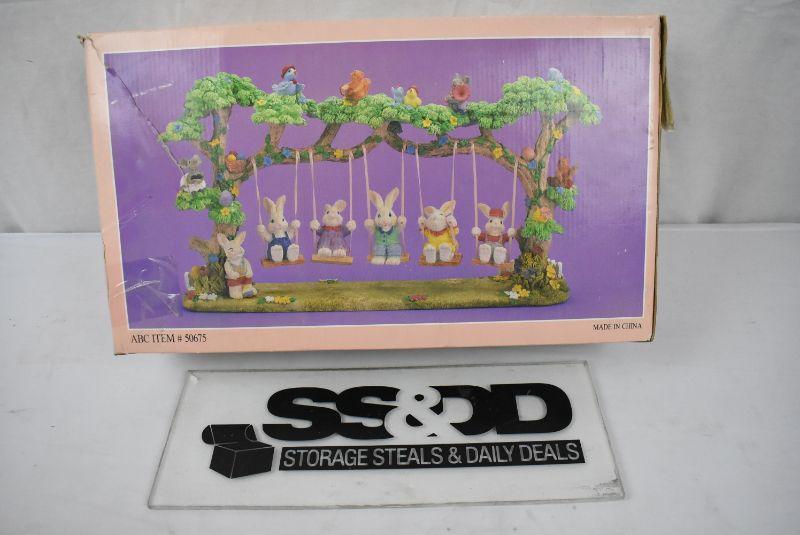 ABC ITEM # 50675
MADE IN CHINA
SS&DD
STORAGE STEALS & DAILY DEALS